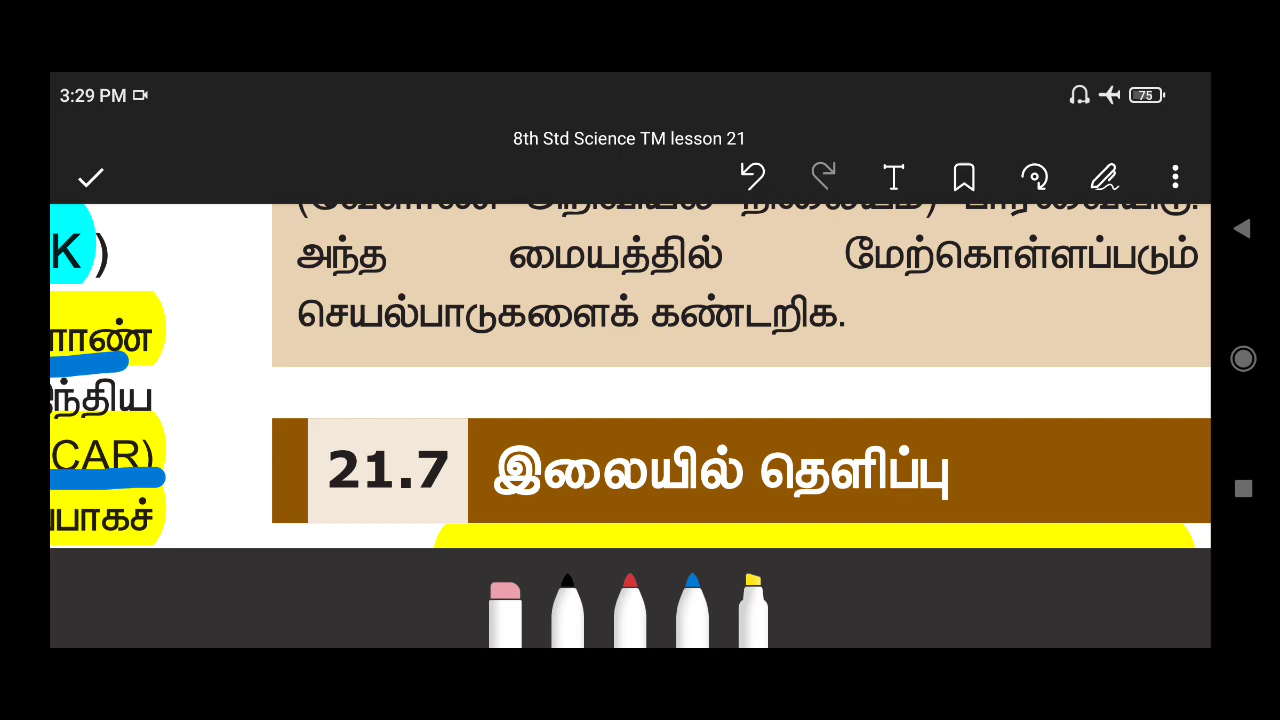 3:29 PM
75
8th Std Science TM lesson 21
K )
அந்த மையத்தில் மேற்கொள்ளப்படும்
செயல்பாடுகளைக் கண்டறிக.
ந்திய
CAR)
21.7 இலையில் தெளிப்பு